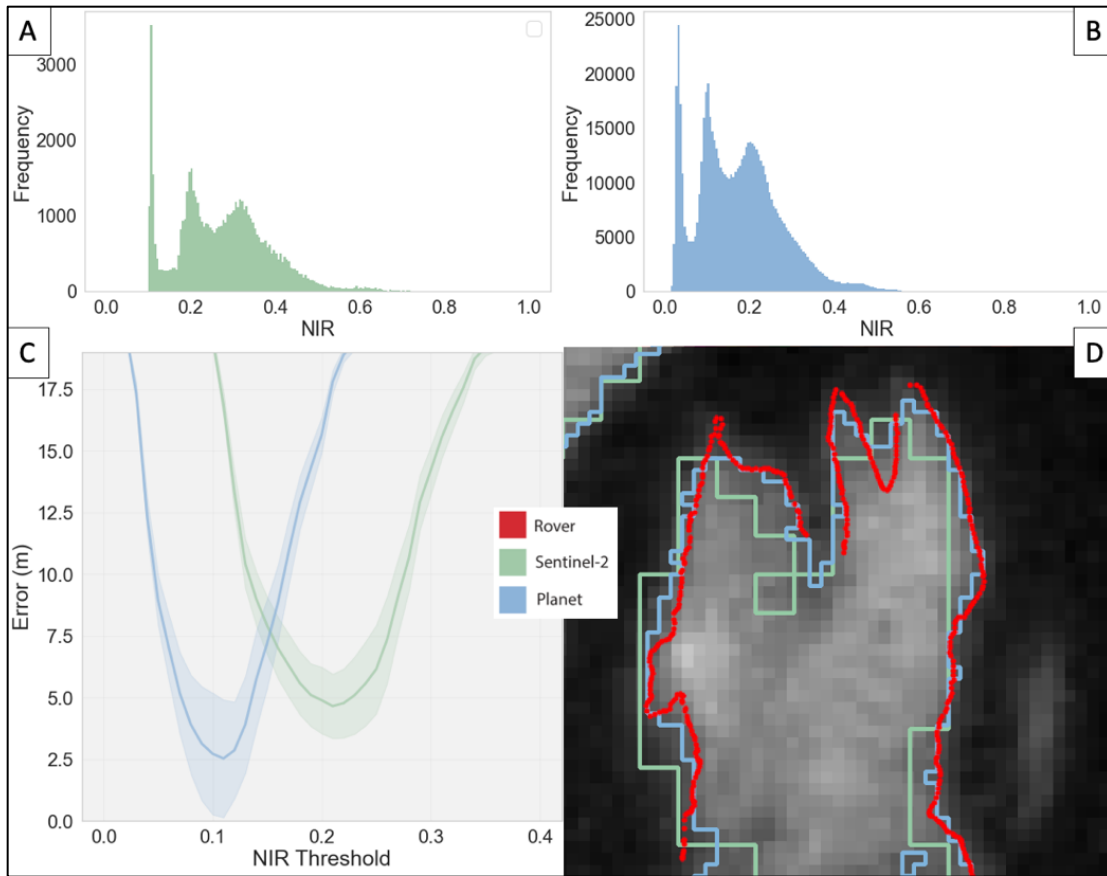 A
Frequency
3000
2000
1000
0
0.0 0.2 0.4 0.6 0.8 1.0
NIR
B
Frequency
25000
20000
15000
10000
5000
0
0.0 0.2 0.4 0.6 0.8 1.0
NIR
C
Error (m)
17.5
15.0
12.5
10.0
7.5
5.0
2.5
0.0
0.0 0.1 0.2 0.3 0.4
NIR Threshold
Rover
Sentinel-2
Planet
D